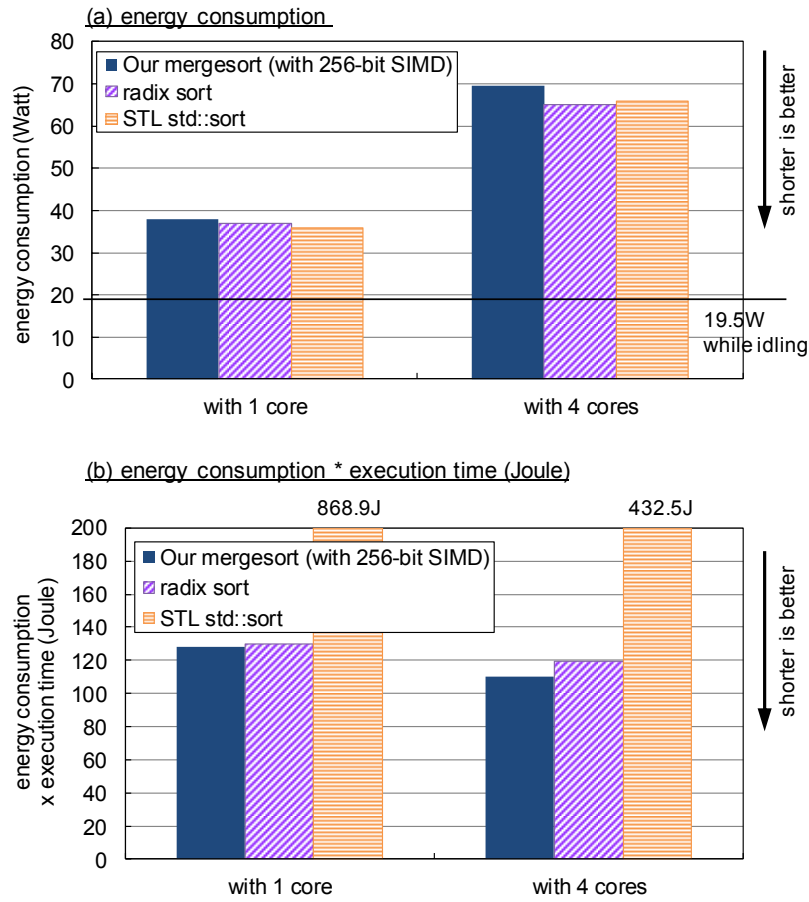 (a) energy consumption
80
70
60
50
40
30
20
10
0
energy consumption (Watt)
Our mergesort (with 256-bit SIMD)
radix sort
STL std::sort
shorter is better
19.5W
while idling
with 1 core
with 4 cores
(b) energy consumption * execution time (Joule)
868.9J
432.5J
200
180
160
140
120
100
80
60
40
20
0
energy consumption
x execution time (Joule)
Our mergesort (with 256-bit SIMD)
radix sort
STL std::sort
shorter is better
with 1 core
with 4 cores